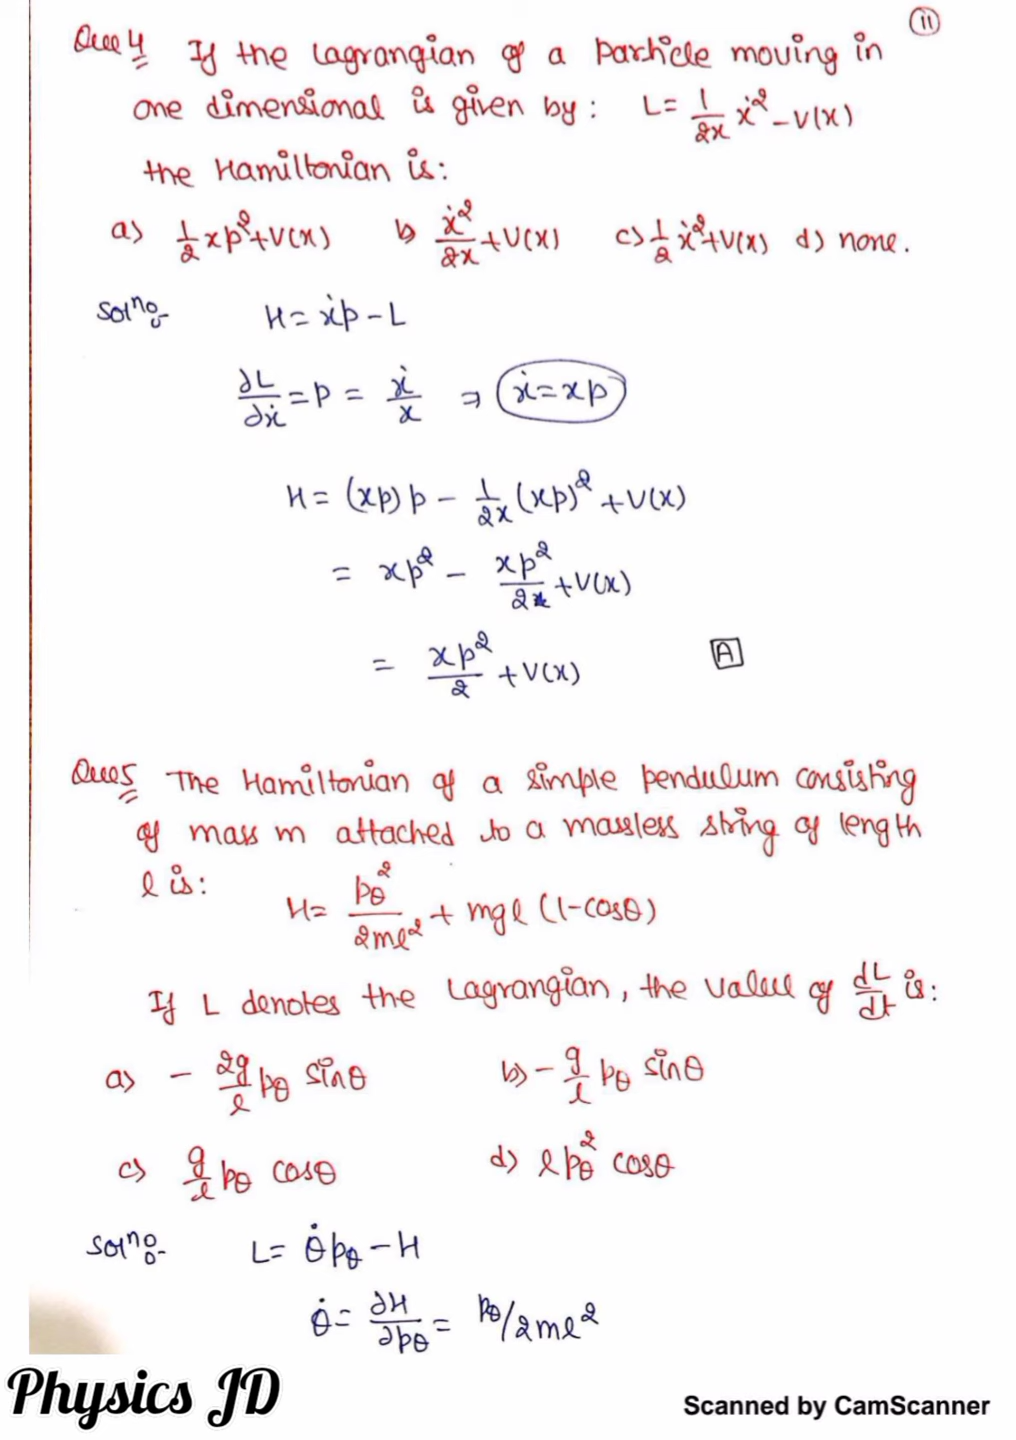 11
Que 4 If the Lagrangian of a particle moving in
one dimensional is given by: L = 1/2x ẋ² - V(x)
the Hamiltonian is:
a) 1/2 xp² + V(x) b) ẋ²/2x + V(x) c) 1/2 ẋ² + V(x) d) none.
Solno:- H = ẋp - L
∂L/∂ẋ = p = ẋ/x ⇒ ẋ = xp
H = (xp)p - 1/2x (xp)² + V(x)
= xp² - xp²/2 + V(x)
= xp²/2 + V(x) A
Que 5 The Hamiltonian of a simple pendulum consisting
of mass m attached to a massless string of length
l is: H = pθ²/2ml² + mgl (1-cosθ)
If L denotes the Lagrangian, the value of dL/dt is:
a) - 2g/l pθ sinθ b) - g/l pθ sinθ
c) g/l pθ cosθ d) l pθ² cosθ
Solno:- L = θ̇pθ - H
θ̇ = ∂H/∂pθ = pθ/2ml²
Physics JD
Scanned by CamScanner